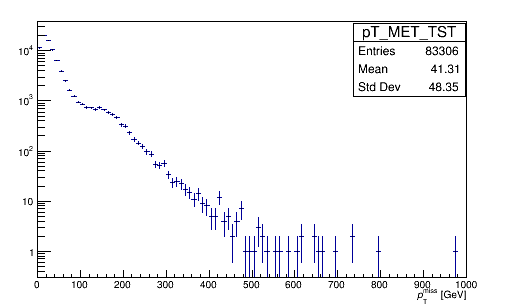 pT_MET_TST
Entries 83306
Mean 41.31
Std Dev 48.35
10⁴
10³
10²
10
1
0 100 200 300 400 500 600 700 800 900 1000
p_T^miss [GeV]